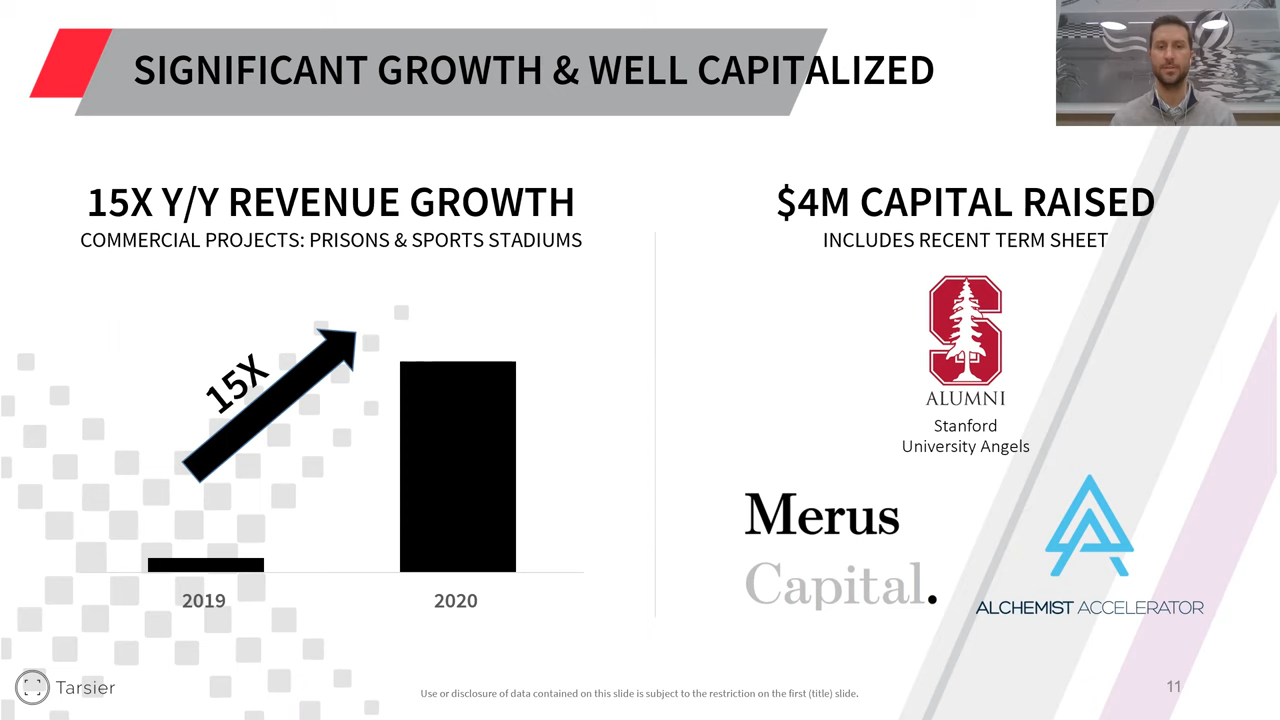 SIGNIFICANT GROWTH & WELL CAPITALIZED
15X Y/Y REVENUE GROWTH
COMMERCIAL PROJECTS: PRISONS & SPORTS STADIUMS
15X
2019
2020
$4M CAPITAL RAISED
INCLUDES RECENT TERM SHEET
S
ALUMNI
Stanford
University Angels
Merus
Capital.
ALCHEMIST ACCELERATOR
Tarsier
Use or disclosure of data contained on this slide is subject to the restriction on the first (title) slide.
11